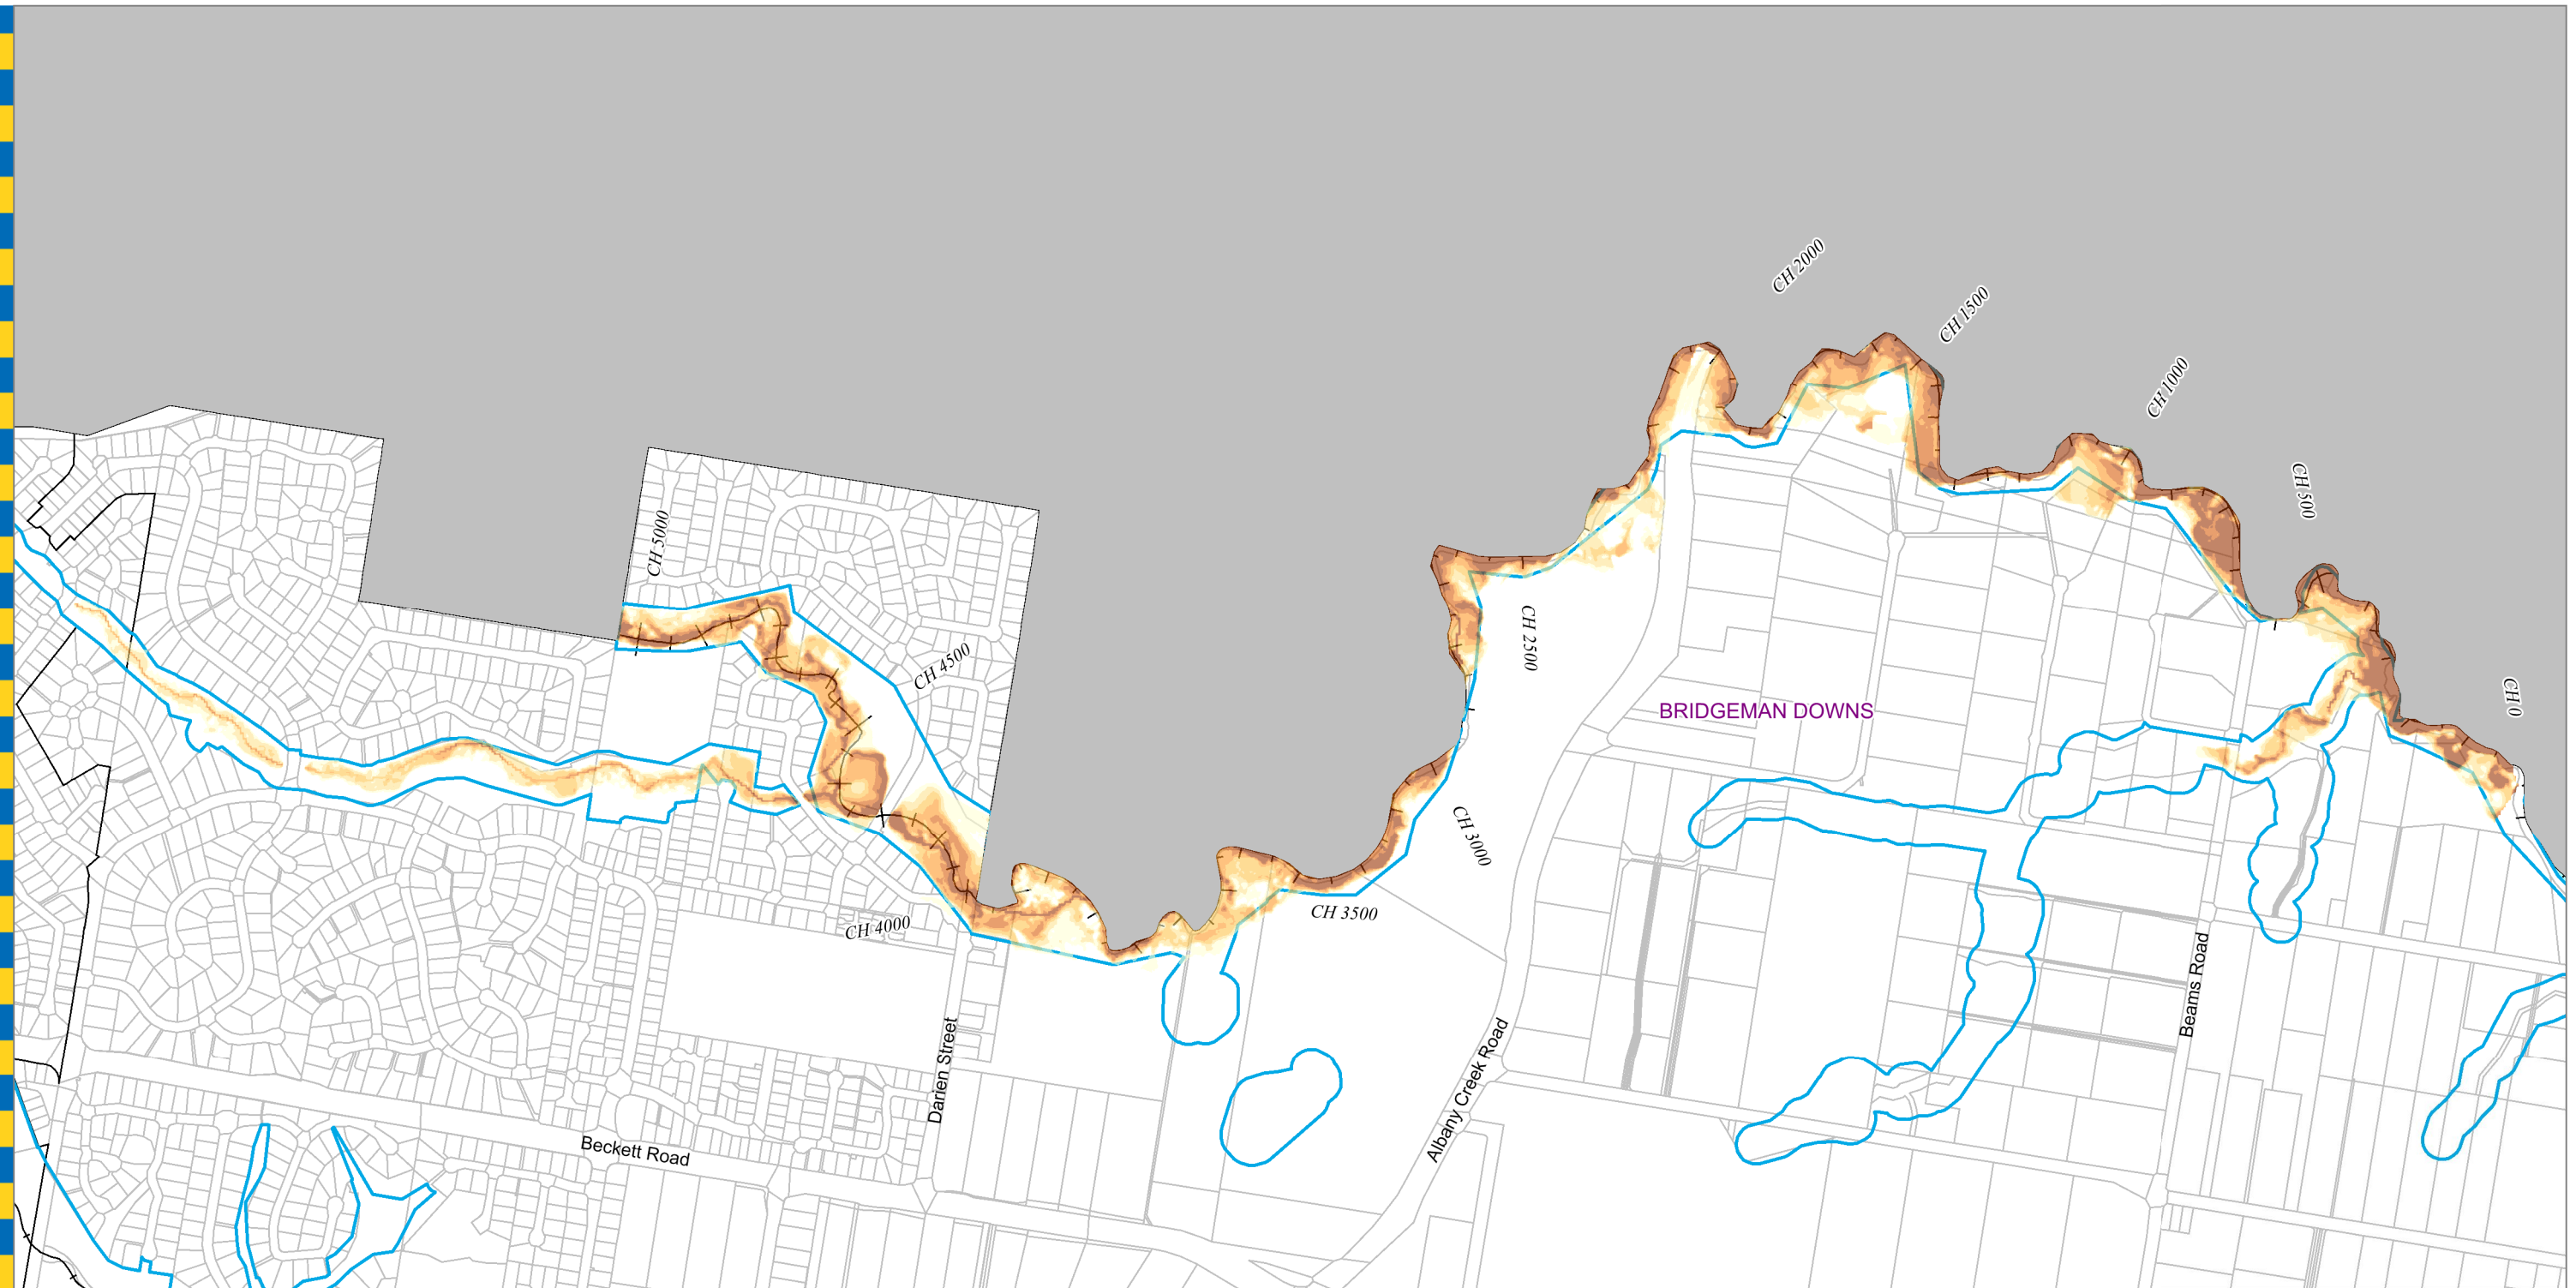 CH 2000
CH 1500
CH 1000
CH 500
CH 5000
CH 4500
CH 2500
CH 0
BRIDGEMAN DOWNS
CH 3000
CH 3500
CH 4000
Beams Road
Darien Street
Albany Creek Road
Beckett Road